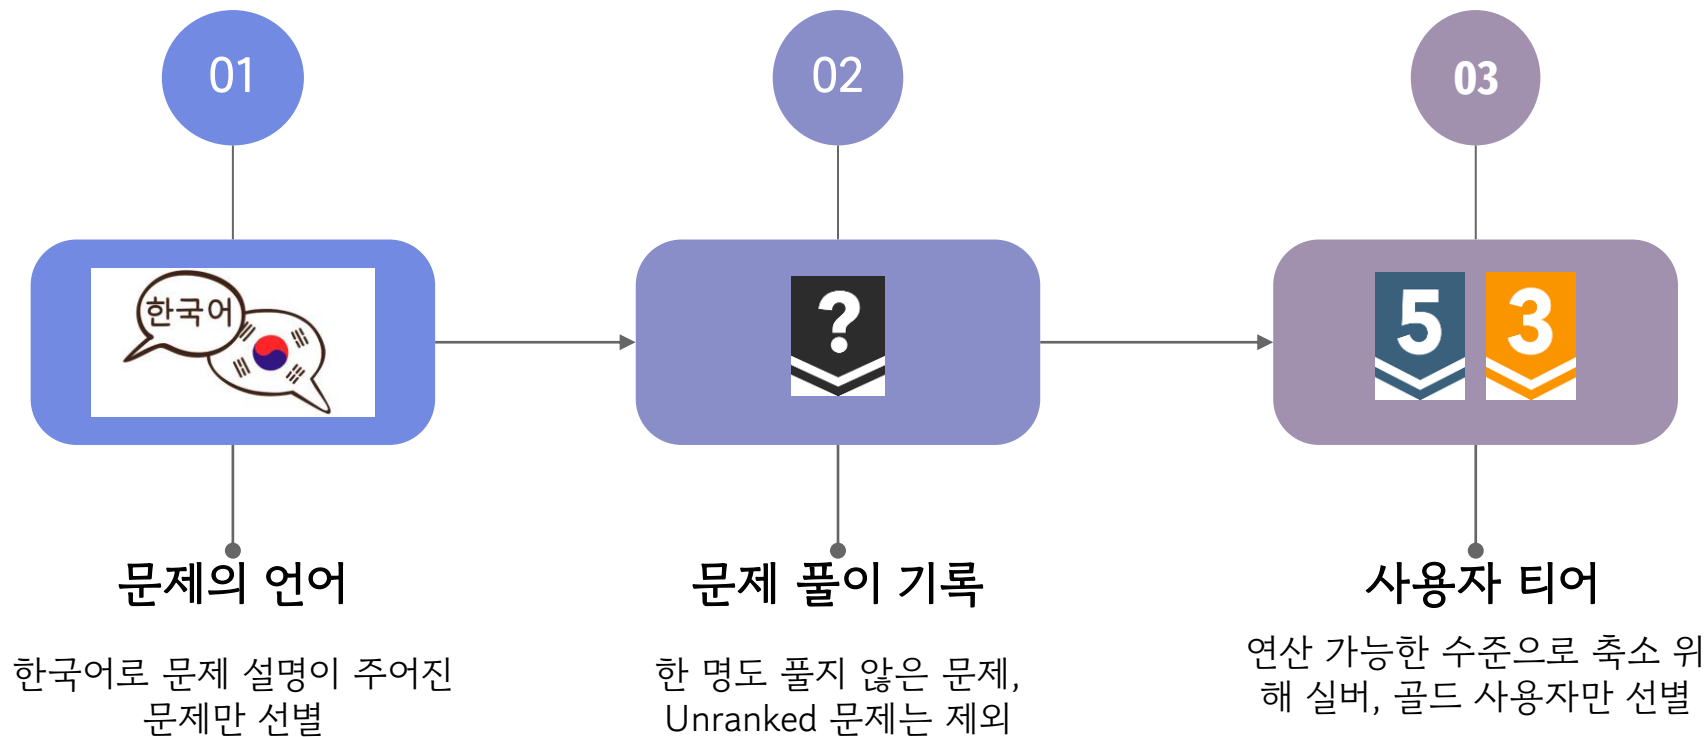 01
02
03
한국어
?
5
3
문제의 언어
문제 풀이 기록
사용자 티어
한국어로 문제 설명이 주어진
문제만 선별
한 명도 풀지 않은 문제,
Unranked 문제는 제외
연산 가능한 수준으로 축소 위
해 실버, 골드 사용자만 선별